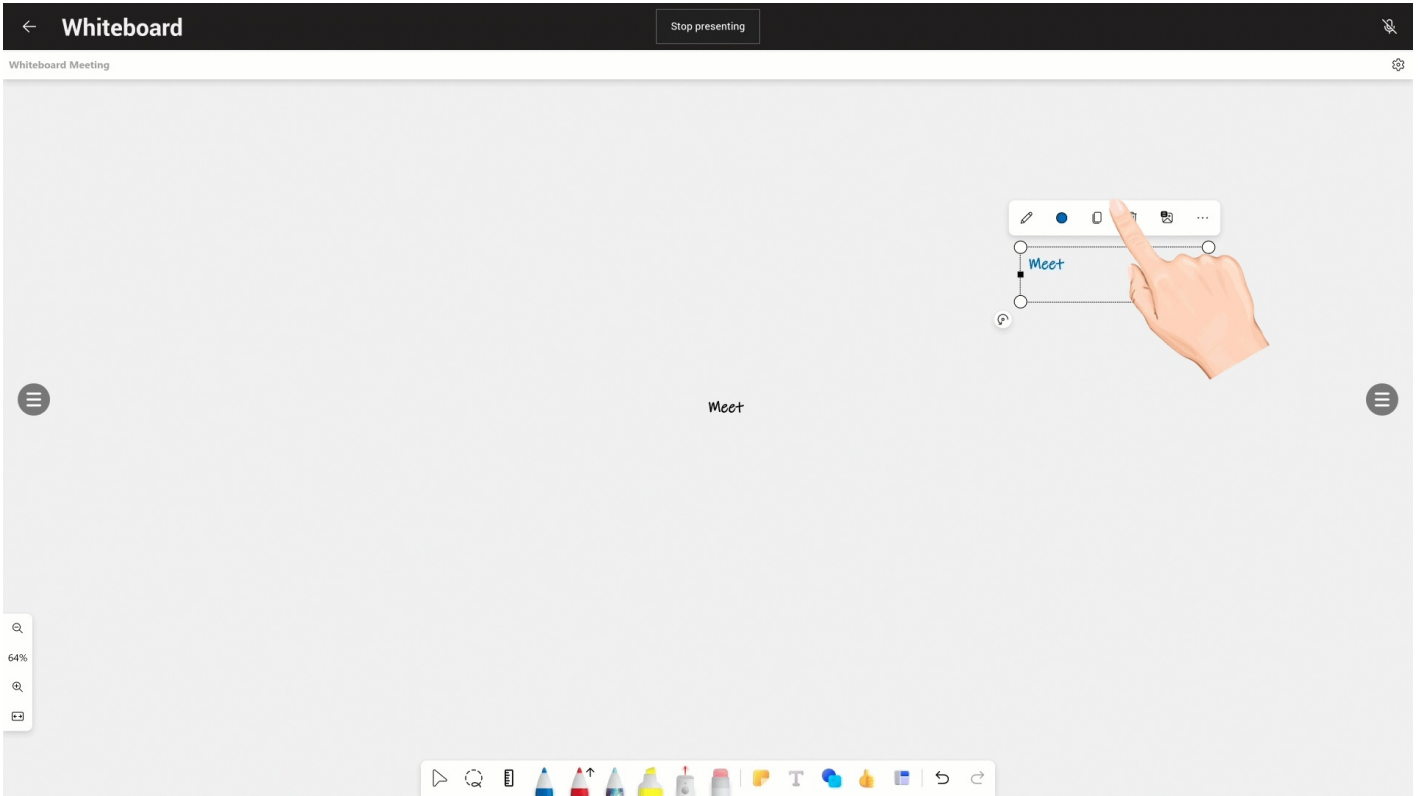 Whiteboard
Stop presenting
Whiteboard Meeting
Meet
Meet
64%